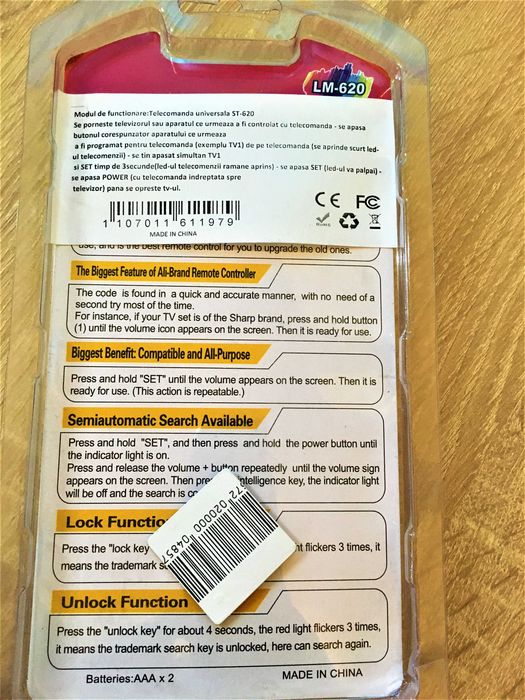 LM-620
Modul de functionare:Telecomanda universala ST-620
Se porneste televizorul sau aparatul ce urmeaza a fi controlat cu telecomanda - se apasa
butonul corespunzator aparatului ce urmeaza
a fi programat pentru telecomanda (exemplu TV1) de pe telecomanda (se aprinde scurt led-
ul telecomenzii) - se tin apasat simultan TV1
si SET timp de 3secunde(led-ul telecomenzii ramane aprins) - se apasa SET (led-ul va palpai) -
se apasa POWER (cu telecomanda indreptata spre
televizor) pana se opreste tv-ul.
CE FC
1 107011 611979
MADE IN CHINA
RoHS
use, and is the best remote control for you to upgrade the old ones.
The Biggest Feature of Ali-Brand Remote Controller
The code is found in a quick and accurate manner, with no need of a
second try most of the time.
For instance, if your TV set is of the Sharp brand, press and hold button
(1) until the volume icon appears on the screen. Then it is ready for use.
Biggest Benefit: Compatible and All-Purpose
Press and hold "SET" until the volume appears on the screen. Then it is
ready for use. (This action is repeatable.)
Semiautomatic Search Available
Press and hold "SET", and then press and hold the power button until
the indicator light is on.
Press and release the volume + button repeatedly until the volume sign
appears on the screen. Then intelligence key, the indicator light
will be off and the search is
72 020000 04857
Lock Function
Press the "lock key ht flickers 3 times, it
means the trademark
Unlock Function
Press the "unlock key" for about 4 seconds, the red light flickers 3 times,
it means the trademark search key is unlocked, here can search again.
Batteries:AAA x 2 MADE IN CHINA